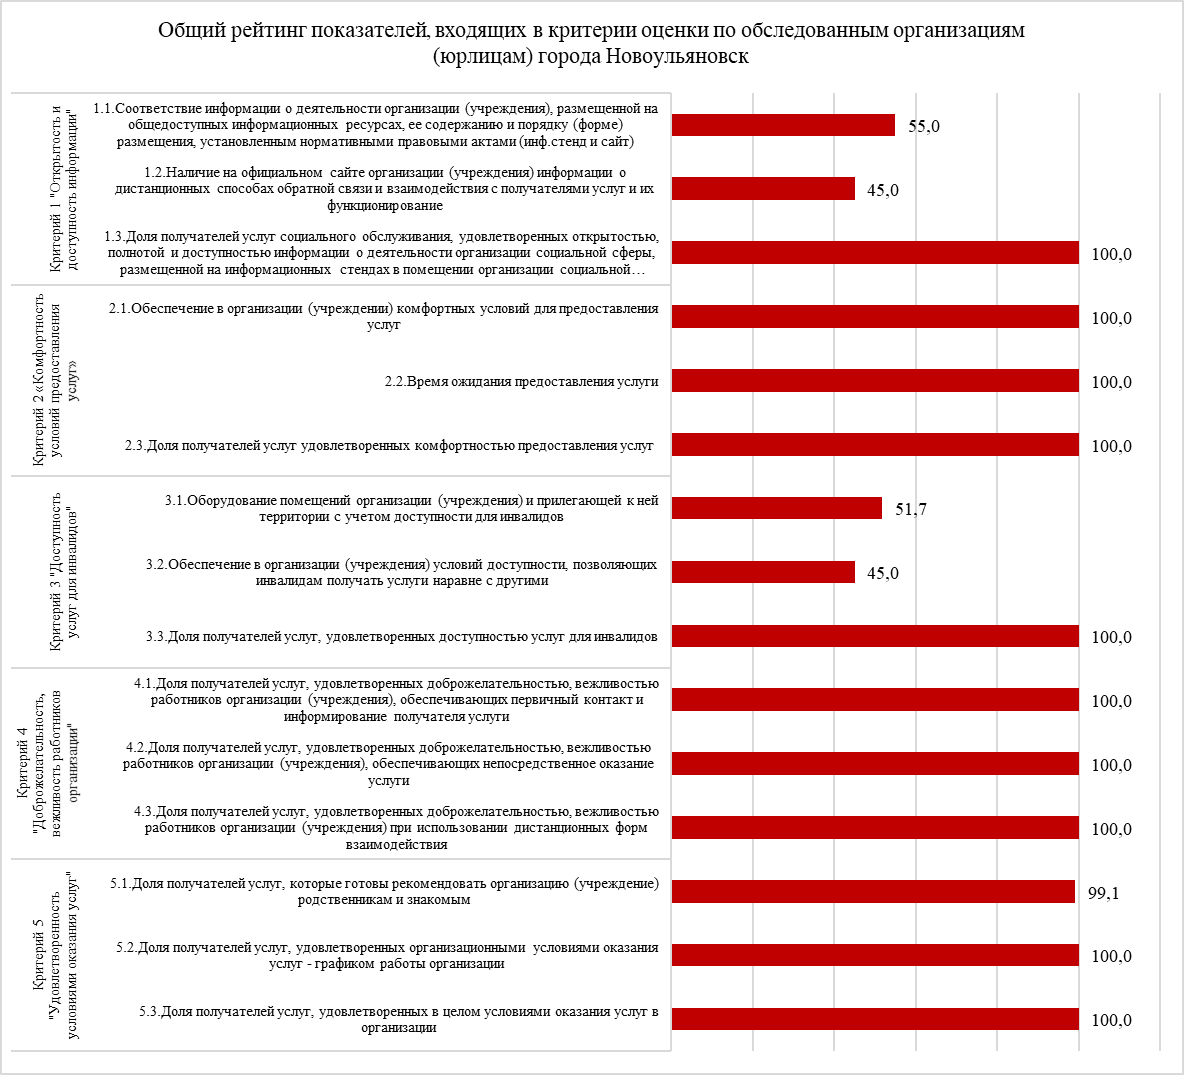 Общий рейтинг показателей, входящих в критерии оценки по обследованным организациям
(юрлицам) города Новоульяновск
Критерий 1 "Открытость и
доступность информации"
1.1.Соответствие информации о деятельности организации (учреждения), размещенной на
общедоступных информационных ресурсах, ее содержанию и порядку (форме)
размещения, установленным нормативными правовыми актами (инф.стенд и сайт)
55,0
1.2.Наличие на официальном сайте организации (учреждения) информации о
дистанционных способах обратной связи и взаимодействия с получателями услуг и их
функционирование
45,0
1.3.Доля получателей услуг социального обслуживания, удовлетворенных открытостью,
полнотой и доступностью информации о деятельности организации социальной сферы,
размещенной на информационных стендах в помещении организации социальной…
100,0
Критерий 2 «Комфортность
условий предоставления
услуг»
2.1.Обеспечение в организации (учреждении) комфортных условий для предоставления
услуг
100,0
2.2.Время ожидания предоставления услуги
100,0
2.3.Доля получателей услуг удовлетворенных комфортностью предоставления услуг
100,0
Критерий 3 "Доступность
услуг для инвалидов"
3.1.Оборудование помещений организации (учреждения) и прилегающей к ней
территории с учетом доступности для инвалидов
51,7
3.2.Обеспечение в организации (учреждения) условий доступности, позволяющих
инвалидам получать услуги наравне с другими
45,0
3.3.Доля получателей услуг, удовлетворенных доступностью услуг для инвалидов
100,0
Критерий 4
"Доброжелательность,
вежливость работников
организации"
4.1.Доля получателей услуг, удовлетворенных доброжелательностью, вежливостью
работников организации (учреждения), обеспечивающих первичный контакт и
информирование получателя услуги
100,0
4.2.Доля получателей услуг, удовлетворенных доброжелательностью, вежливостью
работников организации (учреждения), обеспечивающих непосредственное оказание
услуги
100,0
4.3.Доля получателей услуг, удовлетворенных доброжелательностью, вежливостью
работников организации (учреждения) при использовании дистанционных форм
взаимодействия
100,0
Критерий 5
"Удовлетворенность
условиями оказания услуг"
5.1.Доля получателей услуг, которые готовы рекомендовать организацию (учреждение)
родственникам и знакомым
99,1
5.2.Доля получателей услуг, удовлетворенных организационными условиями оказания
услуг - графиком работы организации
100,0
5.3.Доля получателей услуг, удовлетворенных в целом условиями оказания услуг в
организации
100,0